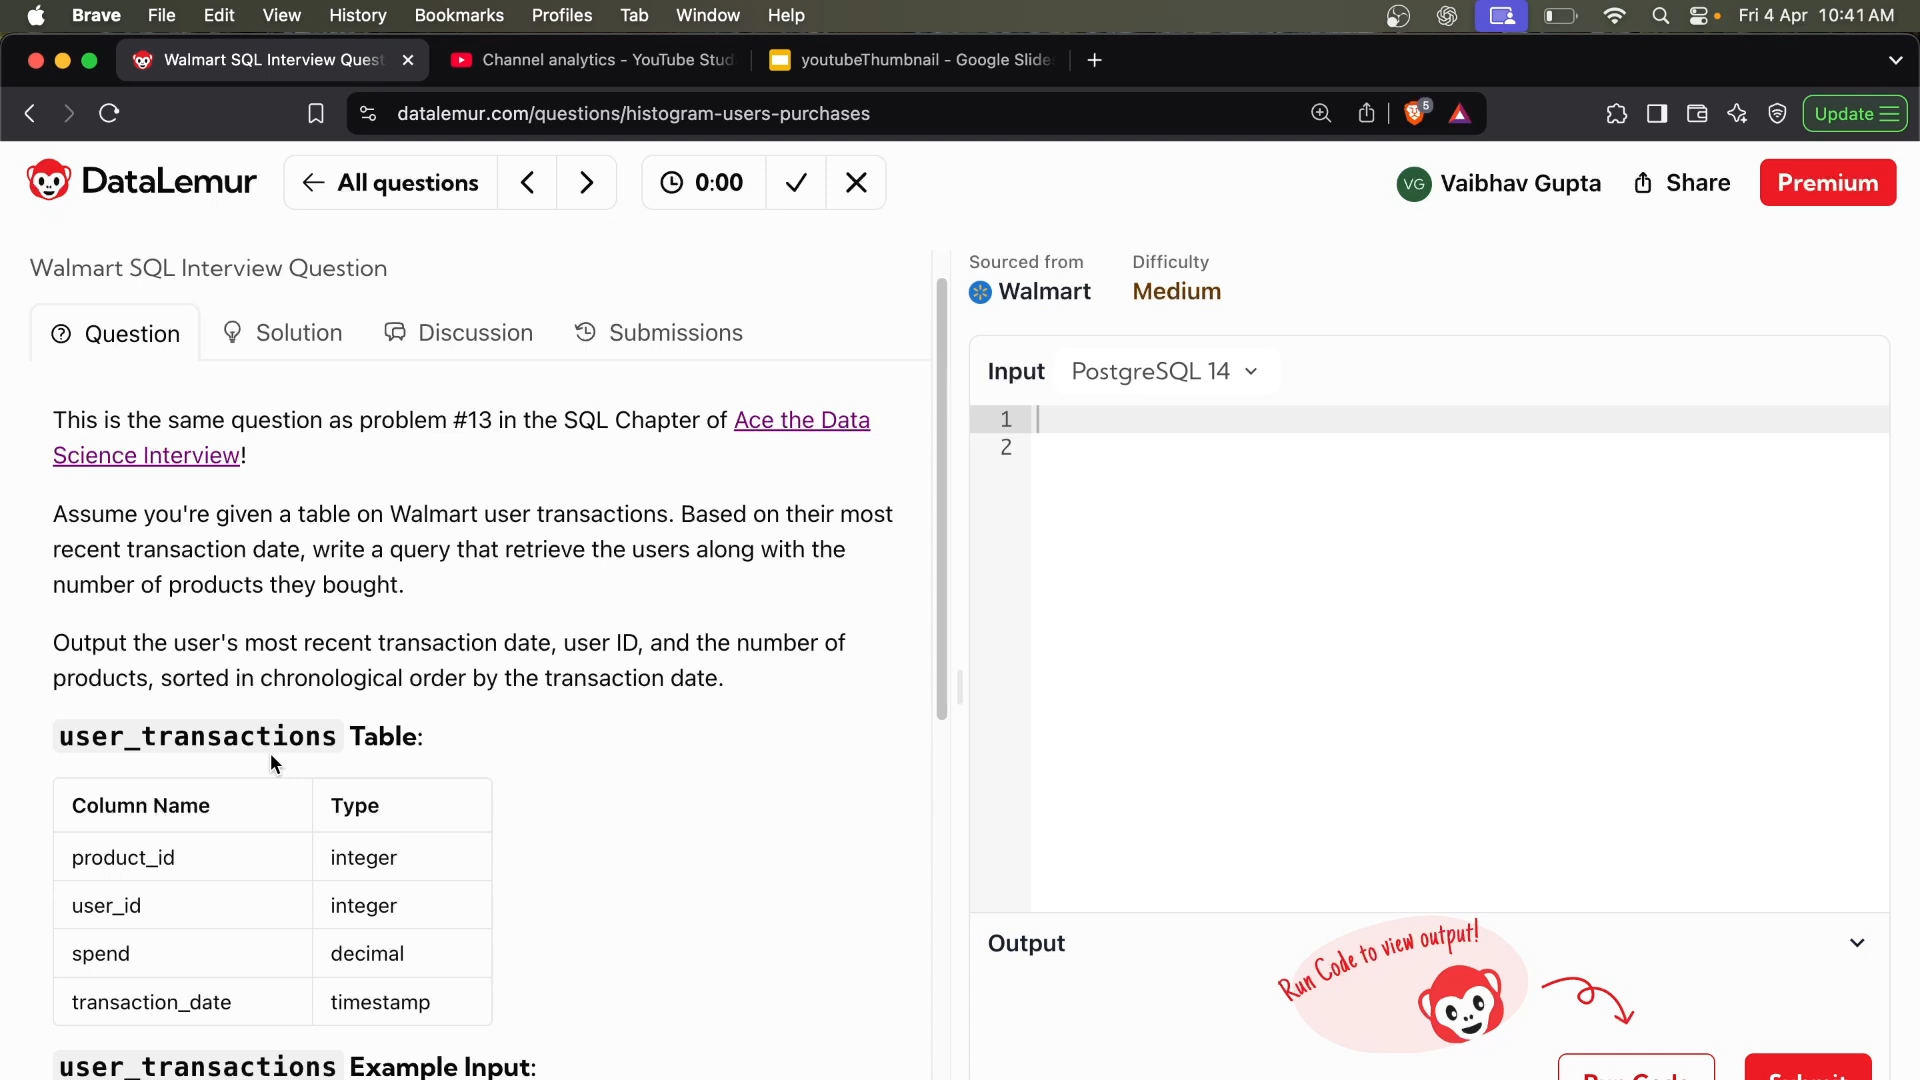 Brave File Edit View History Bookmarks Profiles Tab Window Help Fri 4 Apr 10:41 AM
Walmart SQL Interview Quest Channel analytics - YouTube Stud youtubeThumbnail - Google Slide
datalemur.com/questions/histogram-users-purchases 5 Update
DataLemur All questions 0:00 VG Vaibhav Gupta Share Premium
Walmart SQL Interview Question
Question Solution Discussion Submissions
This is the same question as problem #13 in the SQL Chapter of Ace the Data
Science Interview!
Assume you're given a table on Walmart user transactions. Based on their most
recent transaction date, write a query that retrieve the users along with the
number of products they bought.
Output the user's most recent transaction date, user ID, and the number of
products, sorted in chronological order by the transaction date.
user_transactions Table:
Column Name Type
product_id integer
user_id integer
spend decimal
transaction_date timestamp
user_transactions Example Input:
Sourced from Difficulty
Walmart Medium
Input PostgreSQL 14
1
2
Output
Run Code to view output!
Run Code Submit